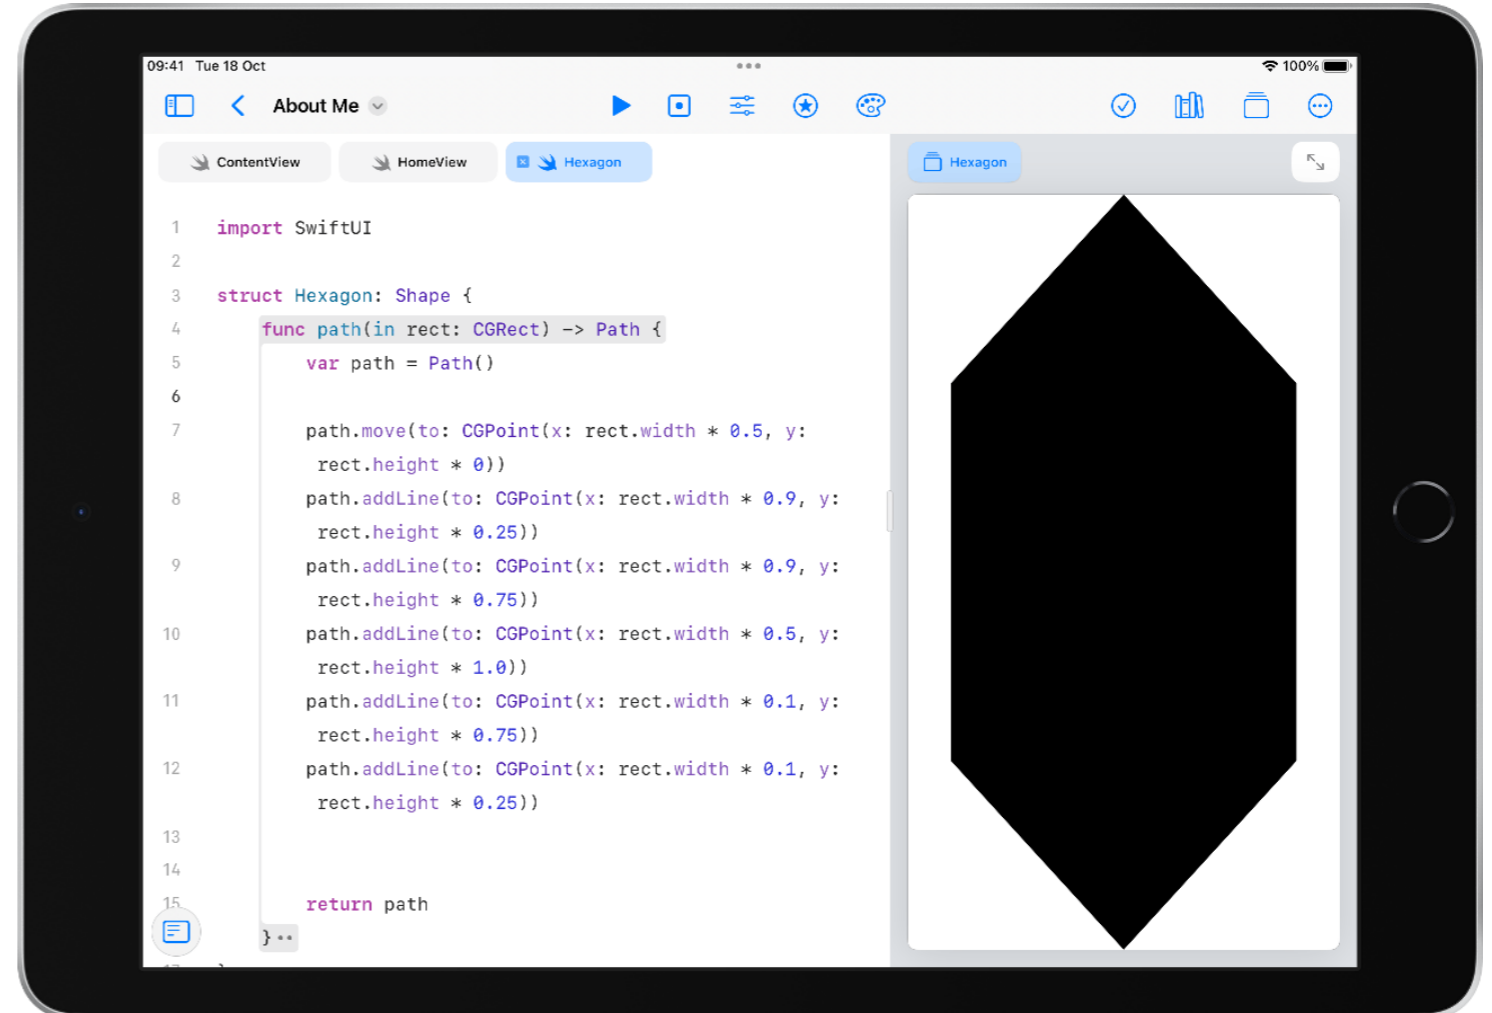 09:41 Tue 18 Oct
100%
About Me
ContentView
HomeView
Hexagon
Hexagon
1 import SwiftUI
2
3 struct Hexagon: Shape {
4 func path(in rect: CGRect) -> Path {
5 var path = Path()
6
7 path.move(to: CGPoint(x: rect.width * 0.5, y:
rect.height * 0))
8 path.addLine(to: CGPoint(x: rect.width * 0.9, y:
rect.height * 0.25))
9 path.addLine(to: CGPoint(x: rect.width * 0.9, y:
rect.height * 0.75))
10 path.addLine(to: CGPoint(x: rect.width * 0.5, y:
rect.height * 1.0))
11 path.addLine(to: CGPoint(x: rect.width * 0.1, y:
rect.height * 0.75))
12 path.addLine(to: CGPoint(x: rect.width * 0.1, y:
rect.height * 0.25))
13
14
15 return path
}